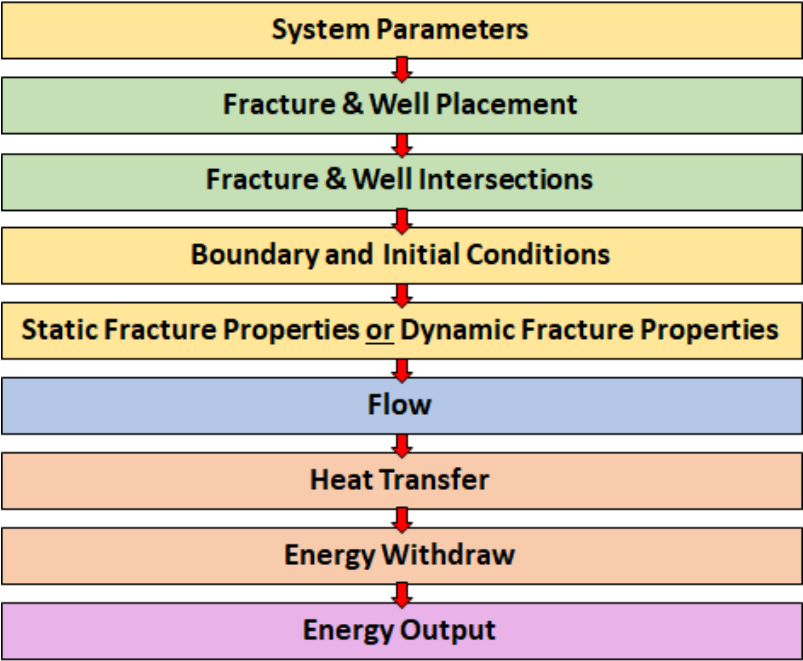 System Parameters
Fracture & Well Placement
Fracture & Well Intersections
Boundary and Initial Conditions
Static Fracture Properties or Dynamic Fracture Properties
Flow
Heat Transfer
Energy Withdraw
Energy Output